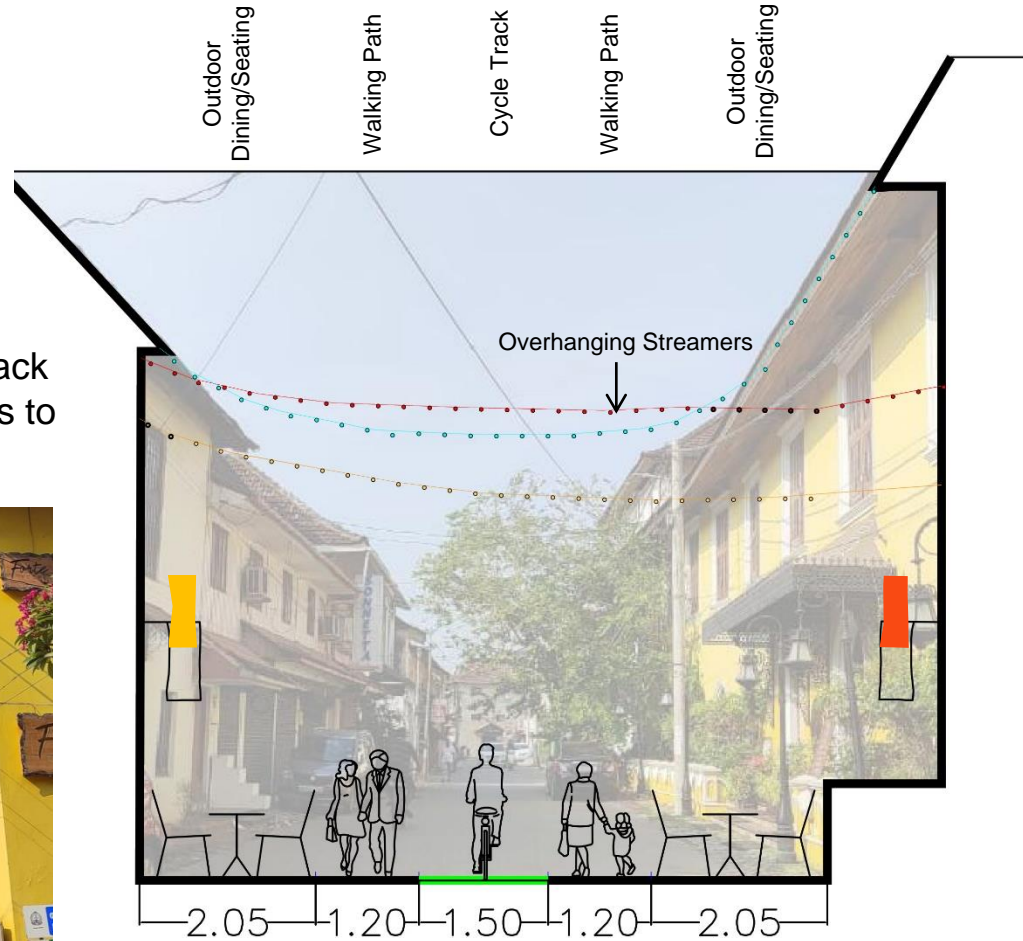 Outdoor
Dining/Seating
Walking Path
Cycle Track
Walking Path
Outdoor
Dining/Seating
Overhanging Streamers
ack
s to
2.05 1.20 1.50 1.20 2.05